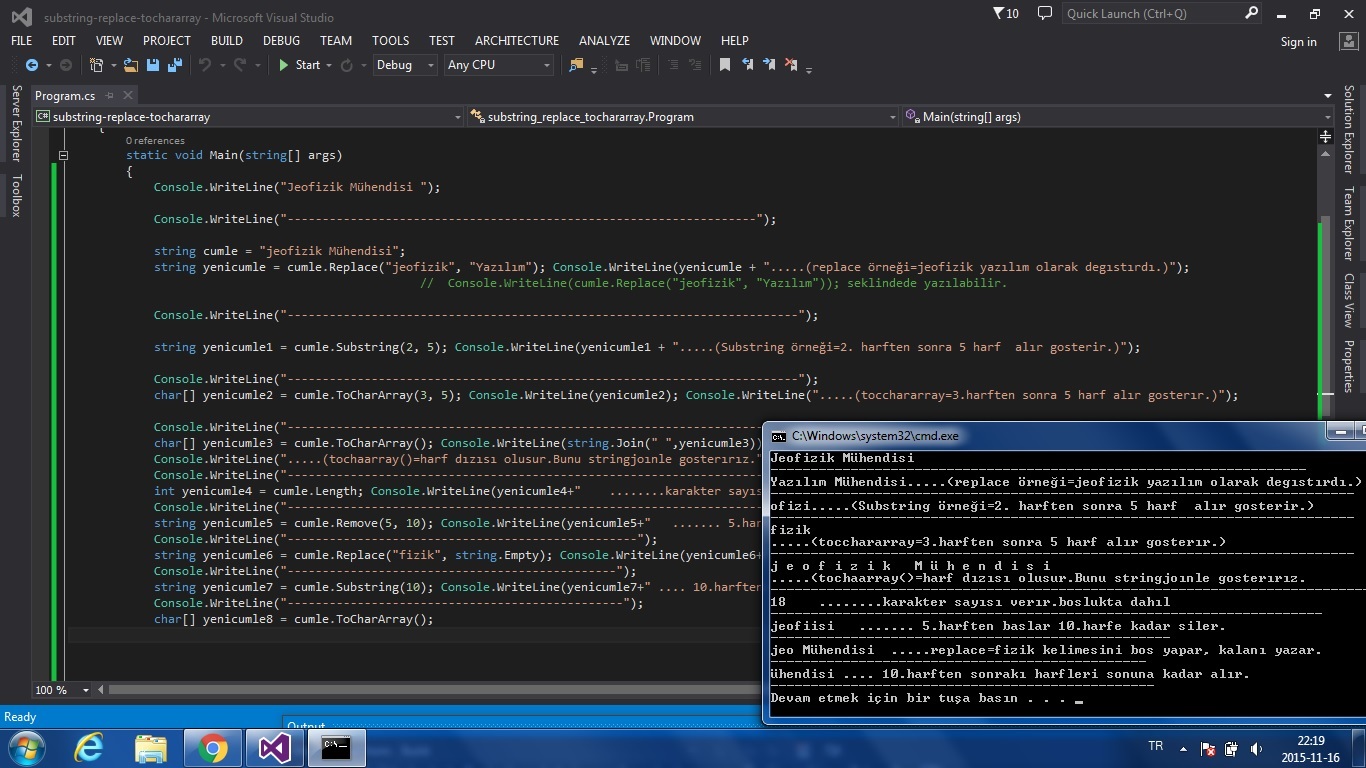 substring-replace-tochararray - Microsoft Visual Studio
10
Quick Launch (Ctrl+Q)
FILE EDIT VIEW PROJECT BUILD DEBUG TEAM TOOLS TEST ARCHITECTURE ANALYZE WINDOW HELP
Sign in
Start Debug Any CPU
Server Explorer
Toolbox
Program.cs
substring-replace-tochararray
substring_replace_tochararray.Program
Main(string[] args)
Solution Explorer
Team Explorer
Class View
Properties
{
0 references
static void Main(string[] args)
{
Console.WriteLine("Jeofizik Mühendisi ");
Console.WriteLine("-------------------------------------------------------------------");
string cumle = "jeofizik Mühendisi";
string yenicumle = cumle.Replace("jeofizik", "Yazılım"); Console.WriteLine(yenicumle + ".....(replace örneği=jeofizik yazılım olarak degıstırdı.)");
// Console.WriteLine(cumle.Replace("jeofizik", "Yazılım")); seklindede yazılabilir.
Console.WriteLine("-------------------------------------------------------------------------");
string yenicumle1 = cumle.Substring(2, 5); Console.WriteLine(yenicumle1 + ".....(Substring örneği=2. harften sonra 5 harf  alır gosterir.)");
Console.WriteLine("-------------------------------------------------------------------------");
char[] yenicumle2 = cumle.ToCharArray(3, 5); Console.WriteLine(yenicumle2); Console.WriteLine(".....(tocchararray=3.harften sonra 5 harf alır gosterır.)");
Console.WriteLine("--------------------------------------------------------------------
char[] yenicumle3 = cumle.ToCharArray(); Console.WriteLine(string.Join(" ",yenicumle3))
Console.WriteLine(".....(tochaarray()=harf dızısı olusur.Bunu stringjoınle gosterırız."
Console.WriteLine("--------------------------------------------------------------------
int yenicumle4 = cumle.Length; Console.WriteLine(yenicumle4+"    ........karakter sayıs
Console.WriteLine("--------------------------------------------------------------------
string yenicumle5 = cumle.Remove(5, 10); Console.WriteLine(yenicumle5+"   ....... 5.har
Console.WriteLine("--------------------------------------------------");
string yenicumle6 = cumle.Replace("fizik", string.Empty); Console.WriteLine(yenicumle6+
Console.WriteLine("-----------------------------------------------");
string yenicumle7 = cumle.Substring(10); Console.WriteLine(yenicumle7+" .... 10.harften
Console.WriteLine("------------------------------------------------");
char[] yenicumle8 = cumle.ToCharArray();
100 %
Ready
Output
C:\Windows\system32\cmd.exe
Jeofizik Mühendisi
-------------------------------------------------------------------
Yazılım Mühendisi.....(replace örneği=jeofizik yazılım olarak degıstırdı.)
-------------------------------------------------------------------------
ofizi.....(Substring örneği=2. harften sonra 5 harf  alır gosterir.)
-------------------------------------------------------------------------
fizik
.....(tocchararray=3.harften sonra 5 harf alır gosterır.)
-------------------------------------------------------------------------
j e o f i z i k   M ü h e n d i s i
.....(tochaarray()=harf dızısı olusur.Bunu stringjoınle gosterırız.
--------------------------------------------------------------------------
18    ........karakter sayısı verır.boslukta dahıl
---------------------------------------------------------------------
jeofiisi   ....... 5.harften baslar 10.harfe kadar siler.
--------------------------------------------------
jeo Mühendisi  .....replace=fizik kelimesini bos yapar, kalanı yazar.
-----------------------------------------------
ühendisi .... 10.harften sonrakı harfleri sonuna kadar alır.
------------------------------------------------
Devam etmek için bir tuşa basın . . . _
TR
22:19
2015-11-16